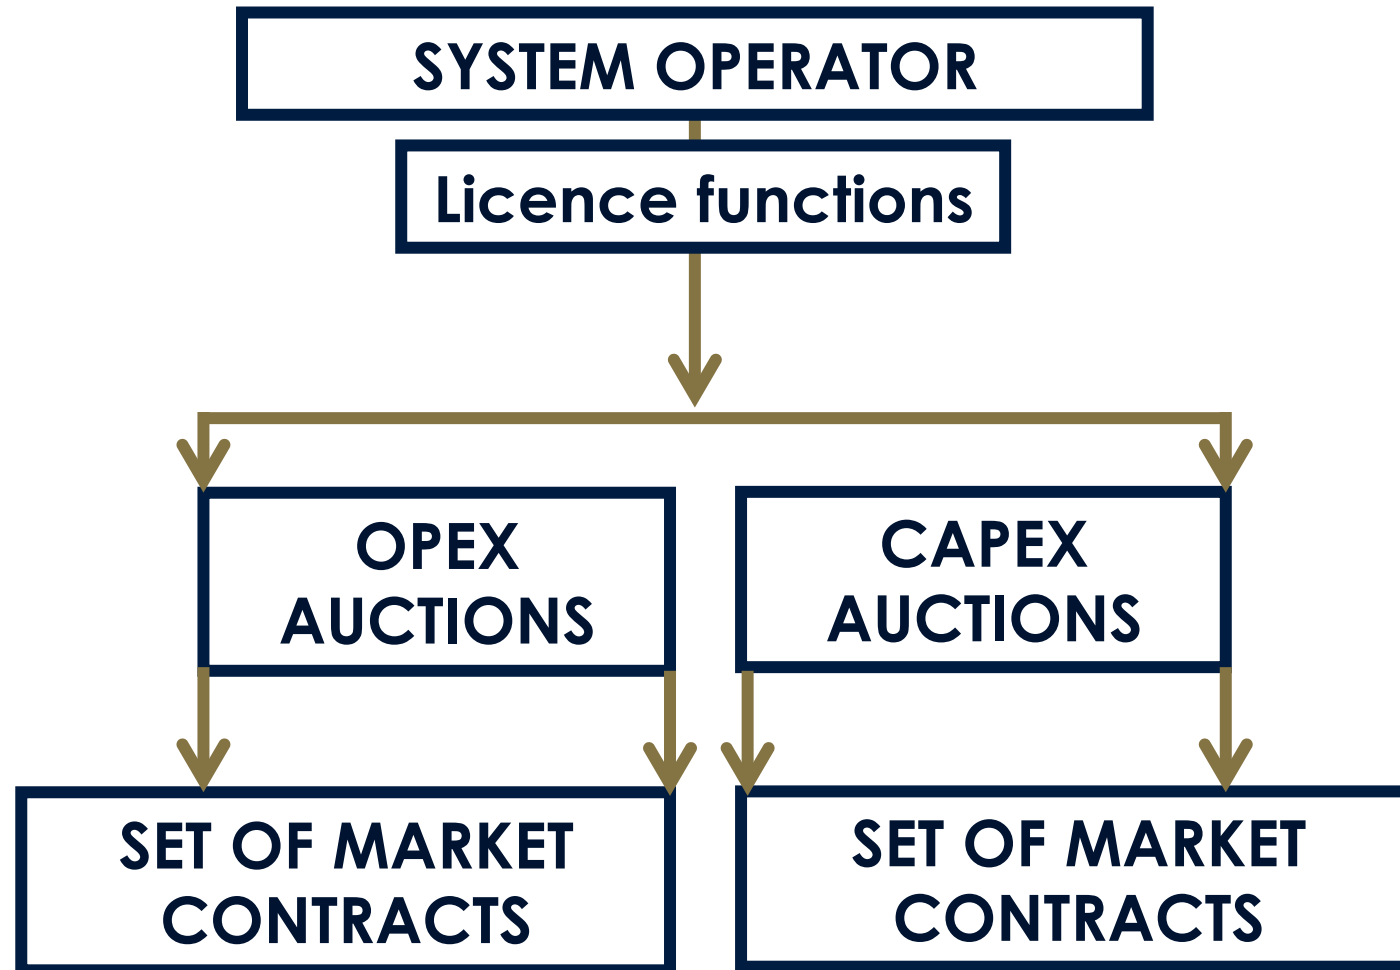 SYSTEM OPERATOR
Licence functions
OPEX
AUCTIONS
CAPEX
AUCTIONS
SET OF MARKET
CONTRACTS
SET OF MARKET
CONTRACTS